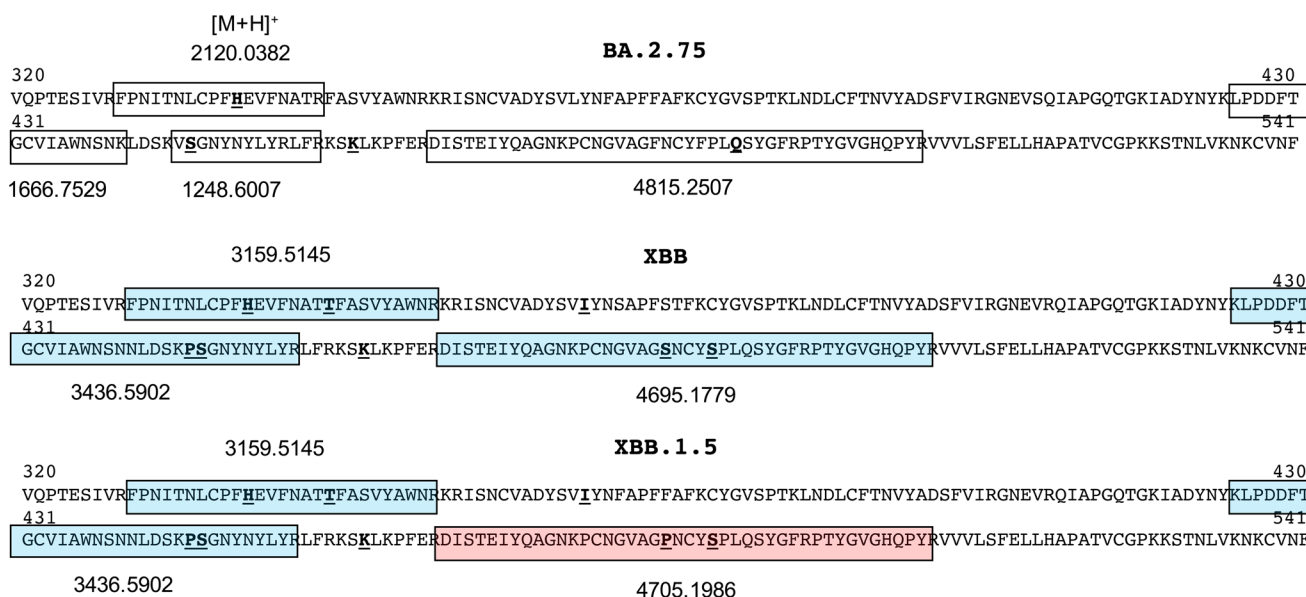 [M+H]+
2120.0382
BA.2.75
320 430
VQPTESIVRFPNITNLCPFHEVFNATRFASVYAWNRKRISNCVADYSVLYNFAPFFAFKCYGVSPTKLNDLCFTNVYADSFVIRGNEVSQIAPGQTGKIADYNYKLPDDFT
431 541
GCVIAWNSNKLDSKVSGNYNYLYRLFRKSKLKPFERDISTEIYQAGNKPCNGVAGFNCYFPLQSYGFRPTYGVGHQPYRVVVLSFELLHAPATVCGPKKSTNLVKNKCVNF
1666.7529 1248.6007 4815.2507
3159.5145 XBB
320 430
VQPTESIVRFPNITNLCPFHEVFNATTFASVYAWNRKRISNCVADYSVIYNSAPFSTFKCYGVSPTKLNDLCFTNVYADSFVIRGNEVRQIAPGQTGKIADYNYKLPDDFT
431 541
GCVIAWNSNNLDSKPSGNYNYLYRLFRKSKLKPFERDISTEIYQAGNKPCNGVAGSNCYSPLQSYGFRPTYGVGHQPYRVVVLSFELLHAPATVCGPKKSTNLVKNKCVNF
3436.5902 4695.1779
3159.5145 XBB.1.5
320 430
VQPTESIVRFPNITNLCPFHEVFNATTFASVYAWNRKRISNCVADYSVIYNFAPFFAFKCYGVSPTKLNDLCFTNVYADSFVIRGNEVRQIAPGQTGKIADYNYKLPDDFT
431 541
GCVIAWNSNNLDSKPSGNYNYLYRLFRKSKLKPFERDISTEIYQAGNKPCNGVAGPNCYSPLQSYGFRPTYGVGHQPYRVVVLSFELLHAPATVCGPKKSTNLVKNKCVNF
3436.5902 4705.1986